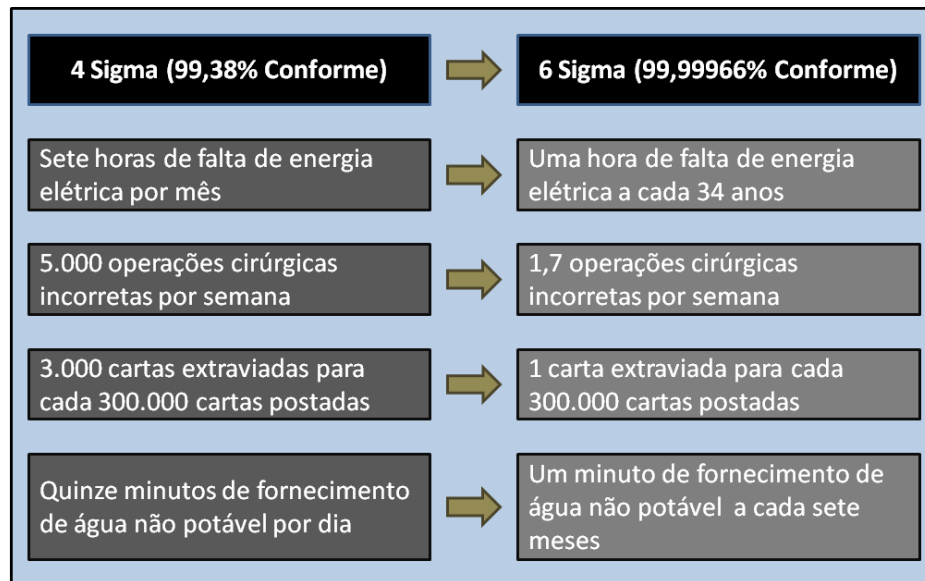 4 Sigma (99,38% Conforme)
6 Sigma (99,99966% Conforme)
Sete horas de falta de energia
elétrica por mês
Uma hora de falta de energia
elétrica a cada 34 anos
5.000 operações cirúrgicas
incorretas por semana
1,7 operações cirúrgicas
incorretas por semana
3.000 cartas extraviadas para
cada 300.000 cartas postadas
1 carta extraviada para cada
300.000 cartas postadas
Quinze minutos de fornecimento
de água não potável por dia
Um minuto de fornecimento de
água não potável a cada sete
meses